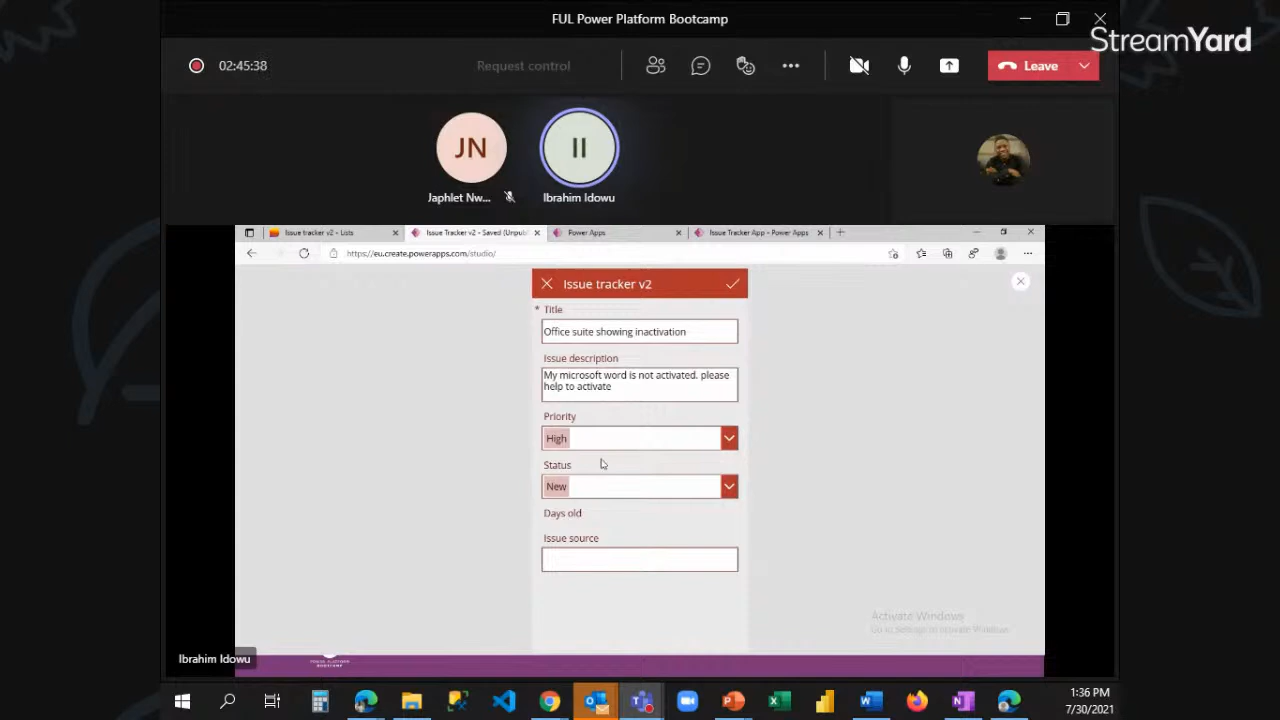 FUL Power Platform Bootcamp
StreamYard
02:45:38
Request control
Leave
JN
II
Japhlet Nw...
Ibrahim Idowu
Issue tracker v2 - Lists
Issue Tracker v2 - Saved (Unpubl
Power Apps
Issue Tracker App - Power Apps
https://eu.create.powerapps.com/studio/
Issue tracker v2
* Title
Office suite showing inactivation
Issue description
My microsoft word is not activated. please
help to activate
Priority
High
Status
New
Days old
Issue source
Activate Windows
Go to Settings to activate Windows.
Ibrahim Idowu
POWER PLATFORM
BOOTCAMP
1:36 PM
7/30/2021